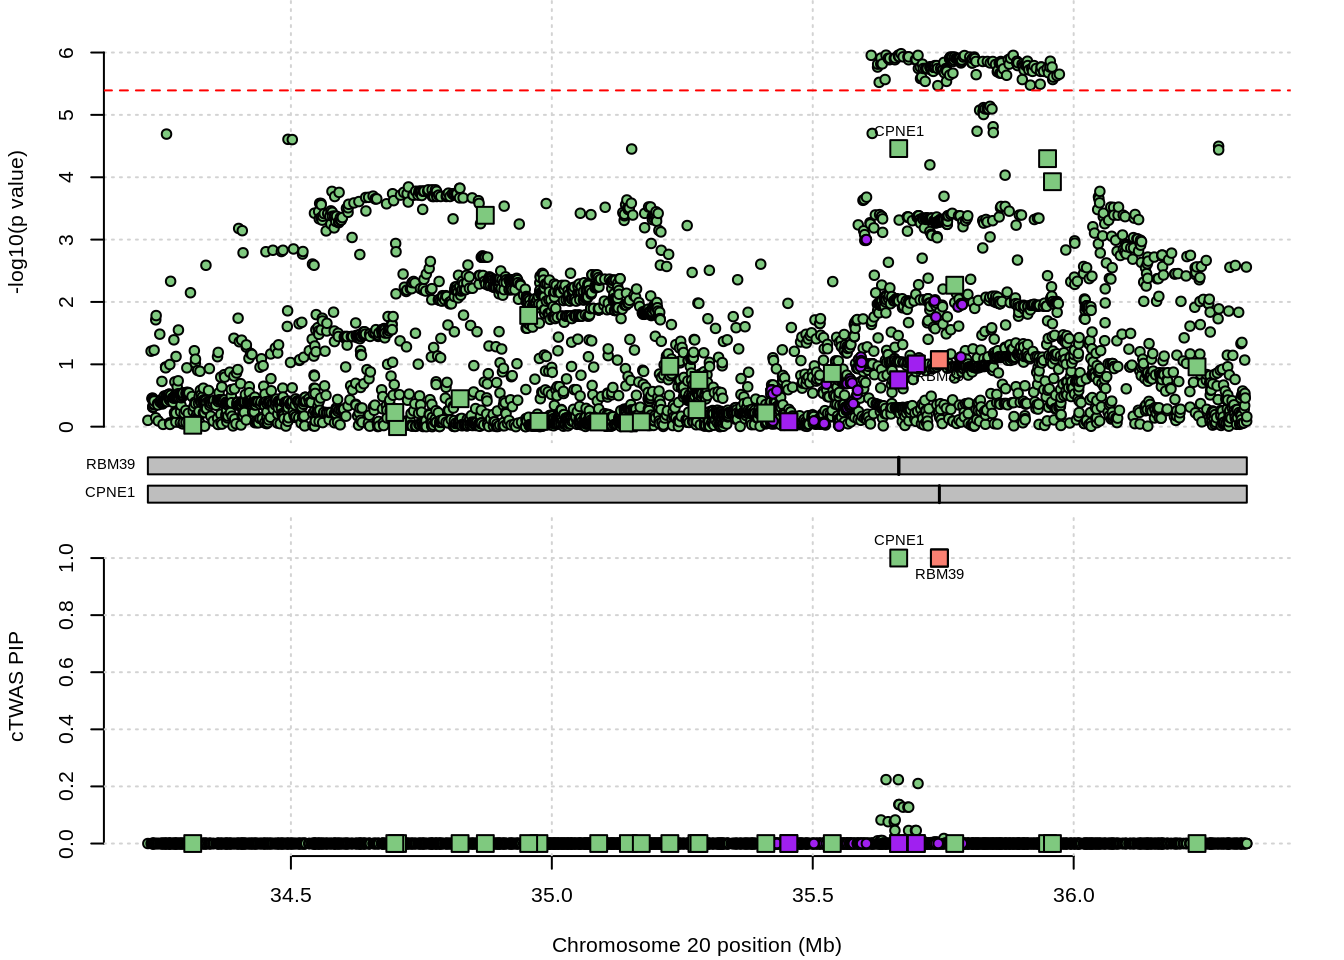 -log10(p value)
6
5
4
3
2
1
0
CPNE1
RBM39
RBM39
CPNE1
cTWAS PIP
1.0
0.8
0.6
0.4
0.2
0.0
CPNE1
RBM39
34.5 35.0 35.5 36.0
Chromosome 20 position (Mb)